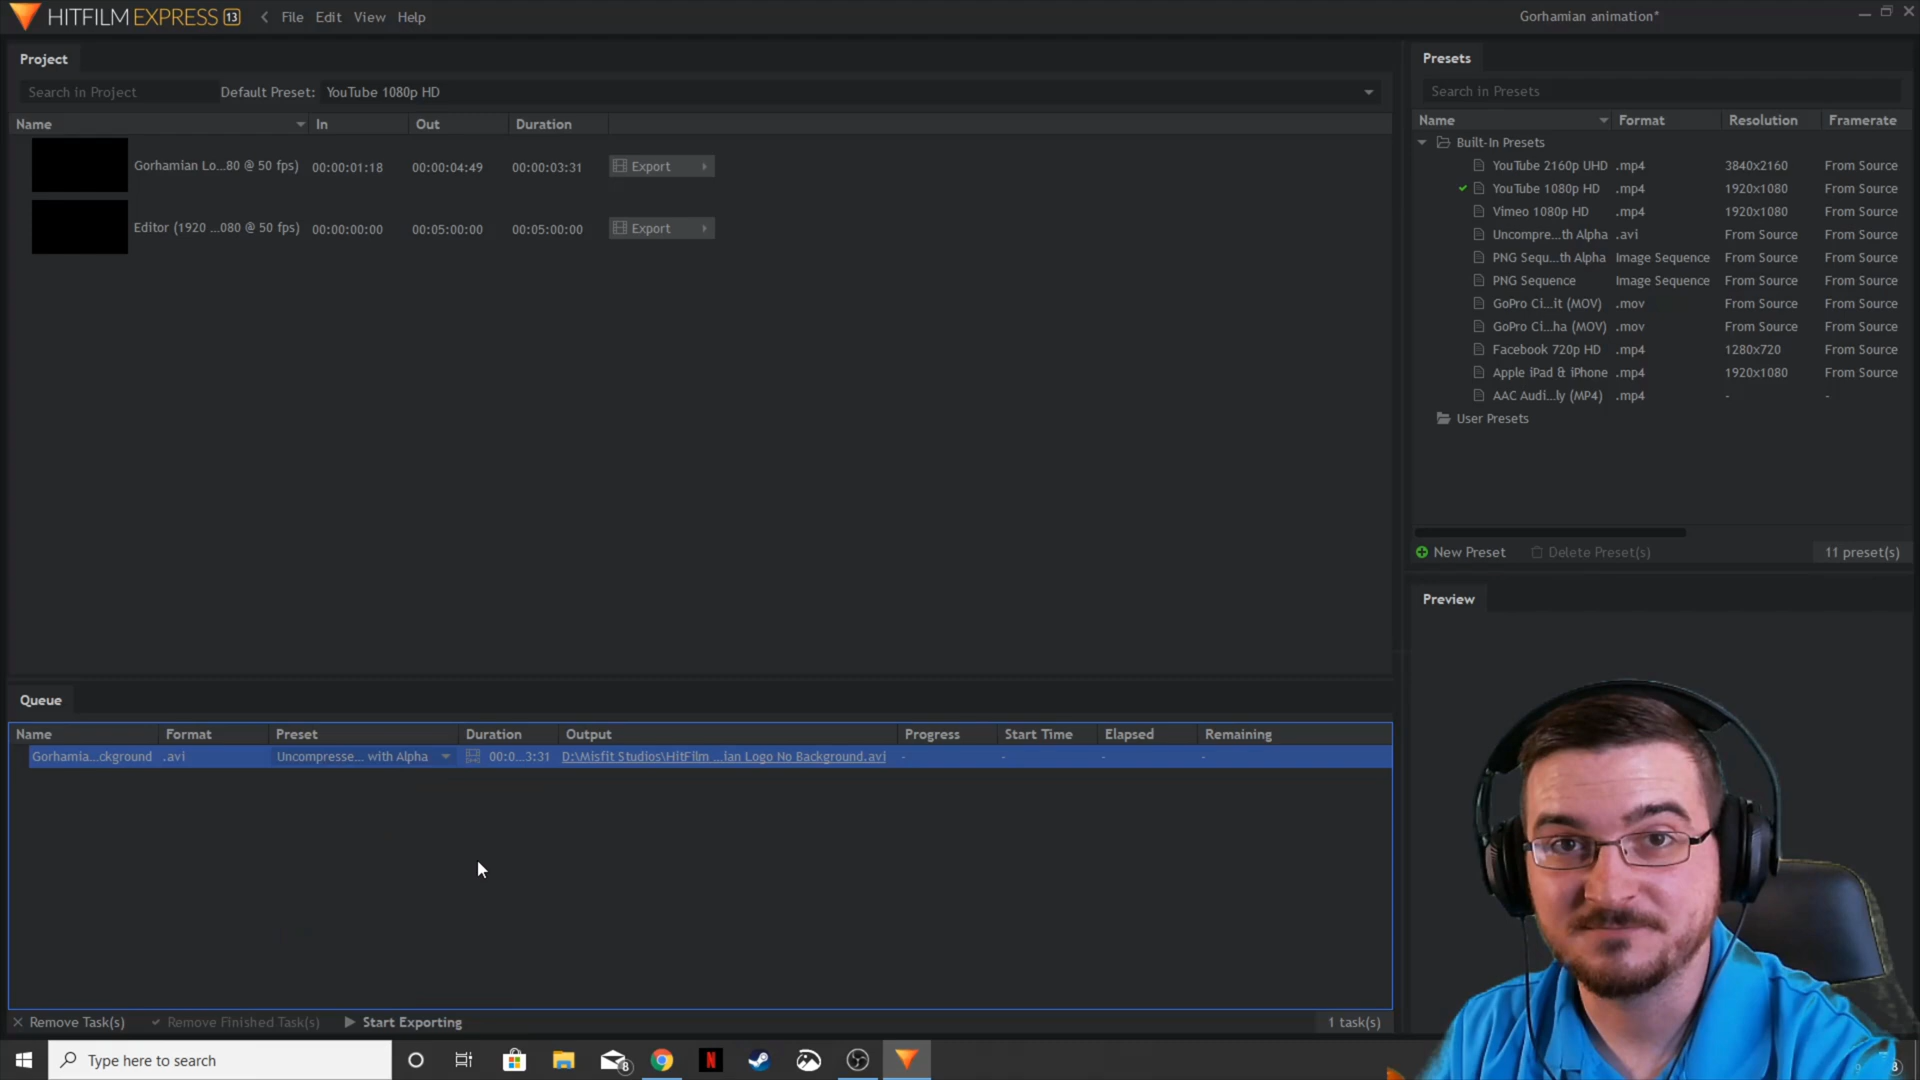 HITFILM EXPRESS 13 File Edit View Help Gorhamian animation*
Project
Search in Project Default Preset: YouTube 1080p HD
Name In Out Duration
Gorhamian Lo...80 @ 50 fps) 00:00:01:18 00:00:04:49 00:00:03:31 Export
Editor (1920 ...080 @ 50 fps) 00:00:00:00 00:05:00:00 00:05:00:00 Export
Presets
Search in Presets
Name Format Resolution Framerate
Built-In Presets
YouTube 2160p UHD .mp4 3840x2160 From Source
YouTube 1080p HD .mp4 1920x1080 From Source
Vimeo 1080p HD .mp4 1920x1080 From Source
Uncompre...th Alpha .avi From Source From Source
PNG Sequ...th Alpha Image Sequence From Source From Source
PNG Sequence Image Sequence From Source From Source
GoPro Ci...it (MOV) .mov From Source From Source
GoPro Ci...ha (MOV) .mov From Source From Source
Facebook 720p HD .mp4 1280x720 From Source
Apple iPad & iPhone .mp4 1920x1080 From Source
AAC Audi...ly (MP4) .mp4 - -
User Presets
New Preset Delete Preset(s) 11 preset(s)
Preview
Queue
Name Format Preset Duration Output Progress Start Time Elapsed Remaining
Gorhamia...ckground .avi Uncompresse... with Alpha 00:0...3:31 D:\Misfit Studios\HitFilm ...ian Logo No Background.avi - - - -
Remove Task(s) Remove Finished Task(s) Start Exporting 1 task(s)
Type here to search 8 N 8